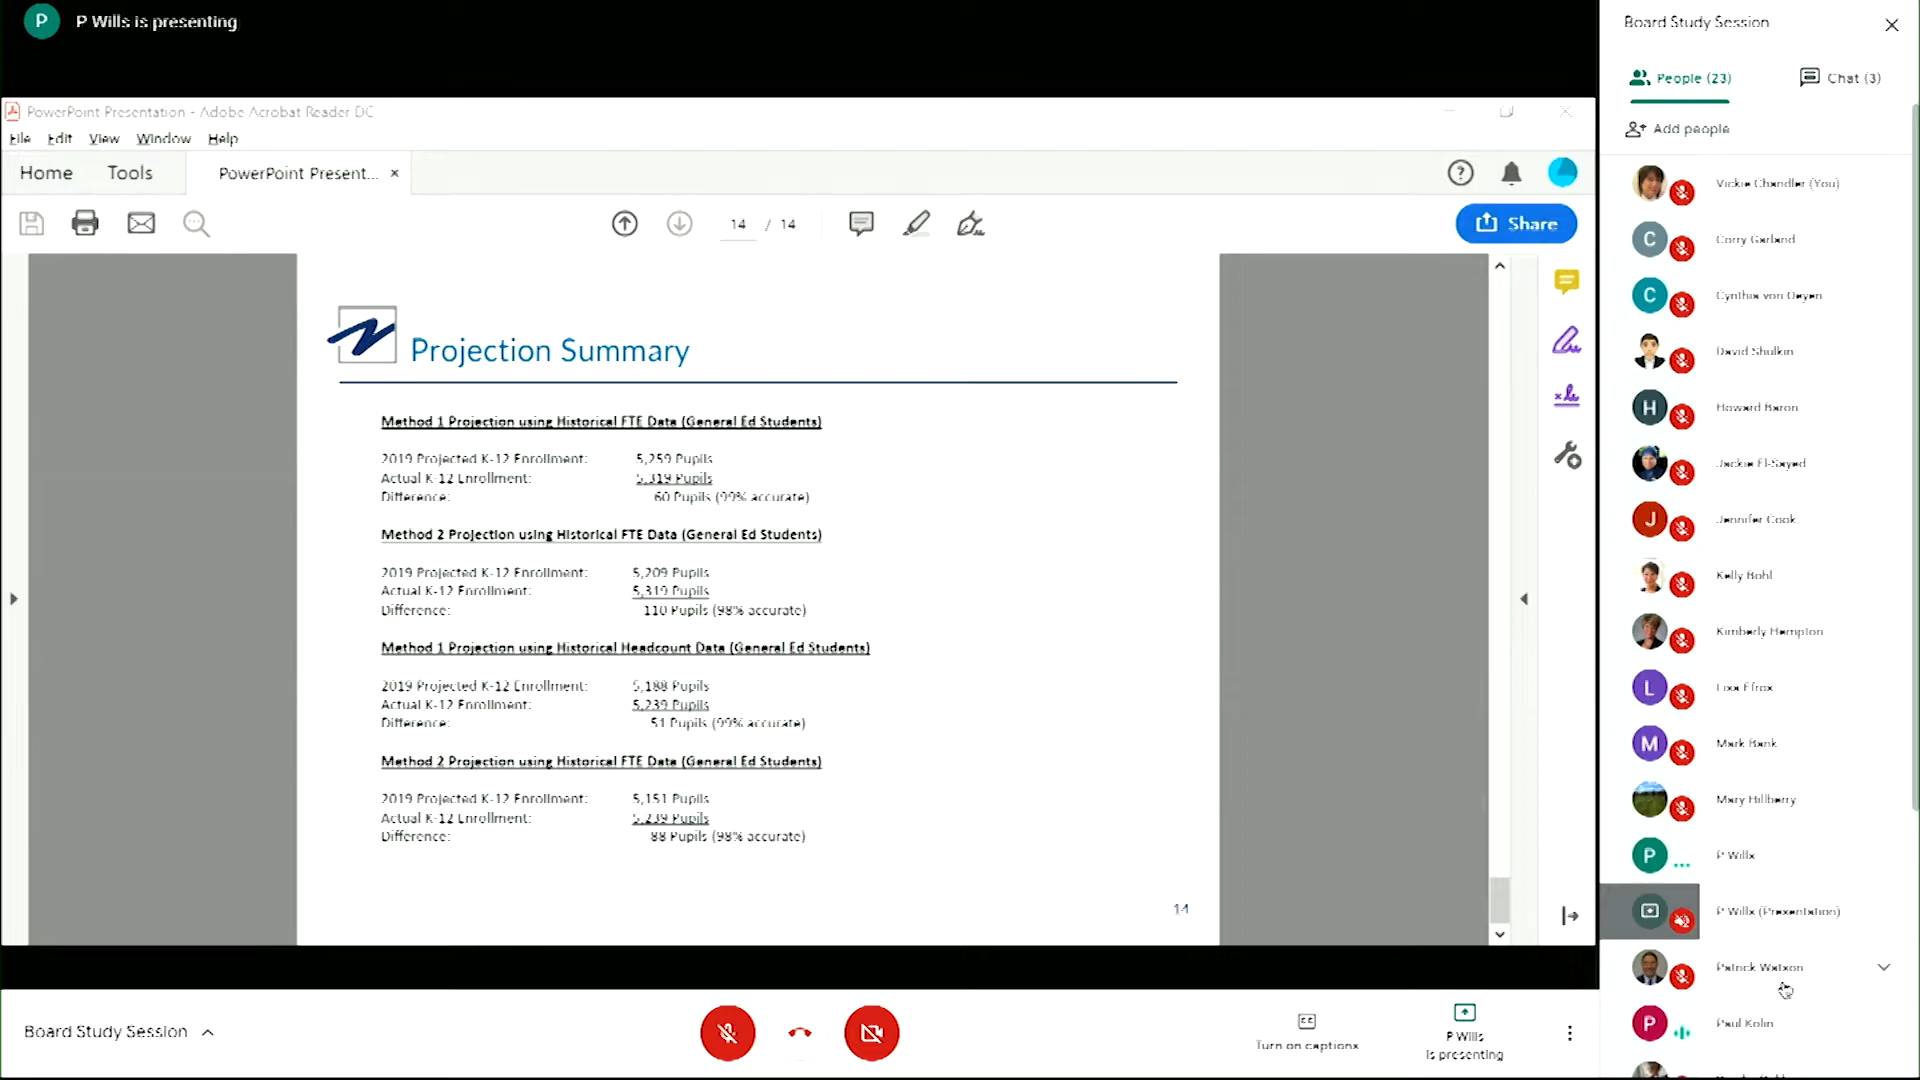 P
P Wills is presenting
PowerPoint Presentation - Adobe Acrobat Reader DC
File Edit View Window Help
Home Tools PowerPoint Present... ×
14 / 14
Share
Projection Summary
Method 1 Projection using Historical FTE Data (General Ed Students)
2019 Projected K-12 Enrollment: 5,259 Pupils
Actual K-12 Enrollment: 5,319 Pupils
Difference: 60 Pupils (99% accurate)
Method 2 Projection using Historical FTE Data (General Ed Students)
2019 Projected K-12 Enrollment: 5,209 Pupils
Actual K-12 Enrollment: 5,319 Pupils
Difference: 110 Pupils (98% accurate)
Method 1 Projection using Historical Headcount Data (General Ed Students)
2019 Projected K-12 Enrollment: 5,188 Pupils
Actual K-12 Enrollment: 5,239 Pupils
Difference: 51 Pupils (99% accurate)
Method 2 Projection using Historical FTE Data (General Ed Students)
2019 Projected K-12 Enrollment: 5,151 Pupils
Actual K-12 Enrollment: 5,239 Pupils
Difference: 88 Pupils (98% accurate)
14
Board Study Session
Turn on captions
P Wills
is presenting
Board Study Session
People (23) Chat (3)
Add people
Vickie Chandler (You)
C Corry Garland
C Cynthia von Oeyen
David Shulkin
H Howard Baron
Jackie El-Sayed
J Jennifer Cook
Kelly Bohl
Kimberly Hampton
L Lisa Efros
M Mark Bank
Mary Hillberry
P P Wills
P Wills (Presentation)
Patrick Watson
P Paul Kolin